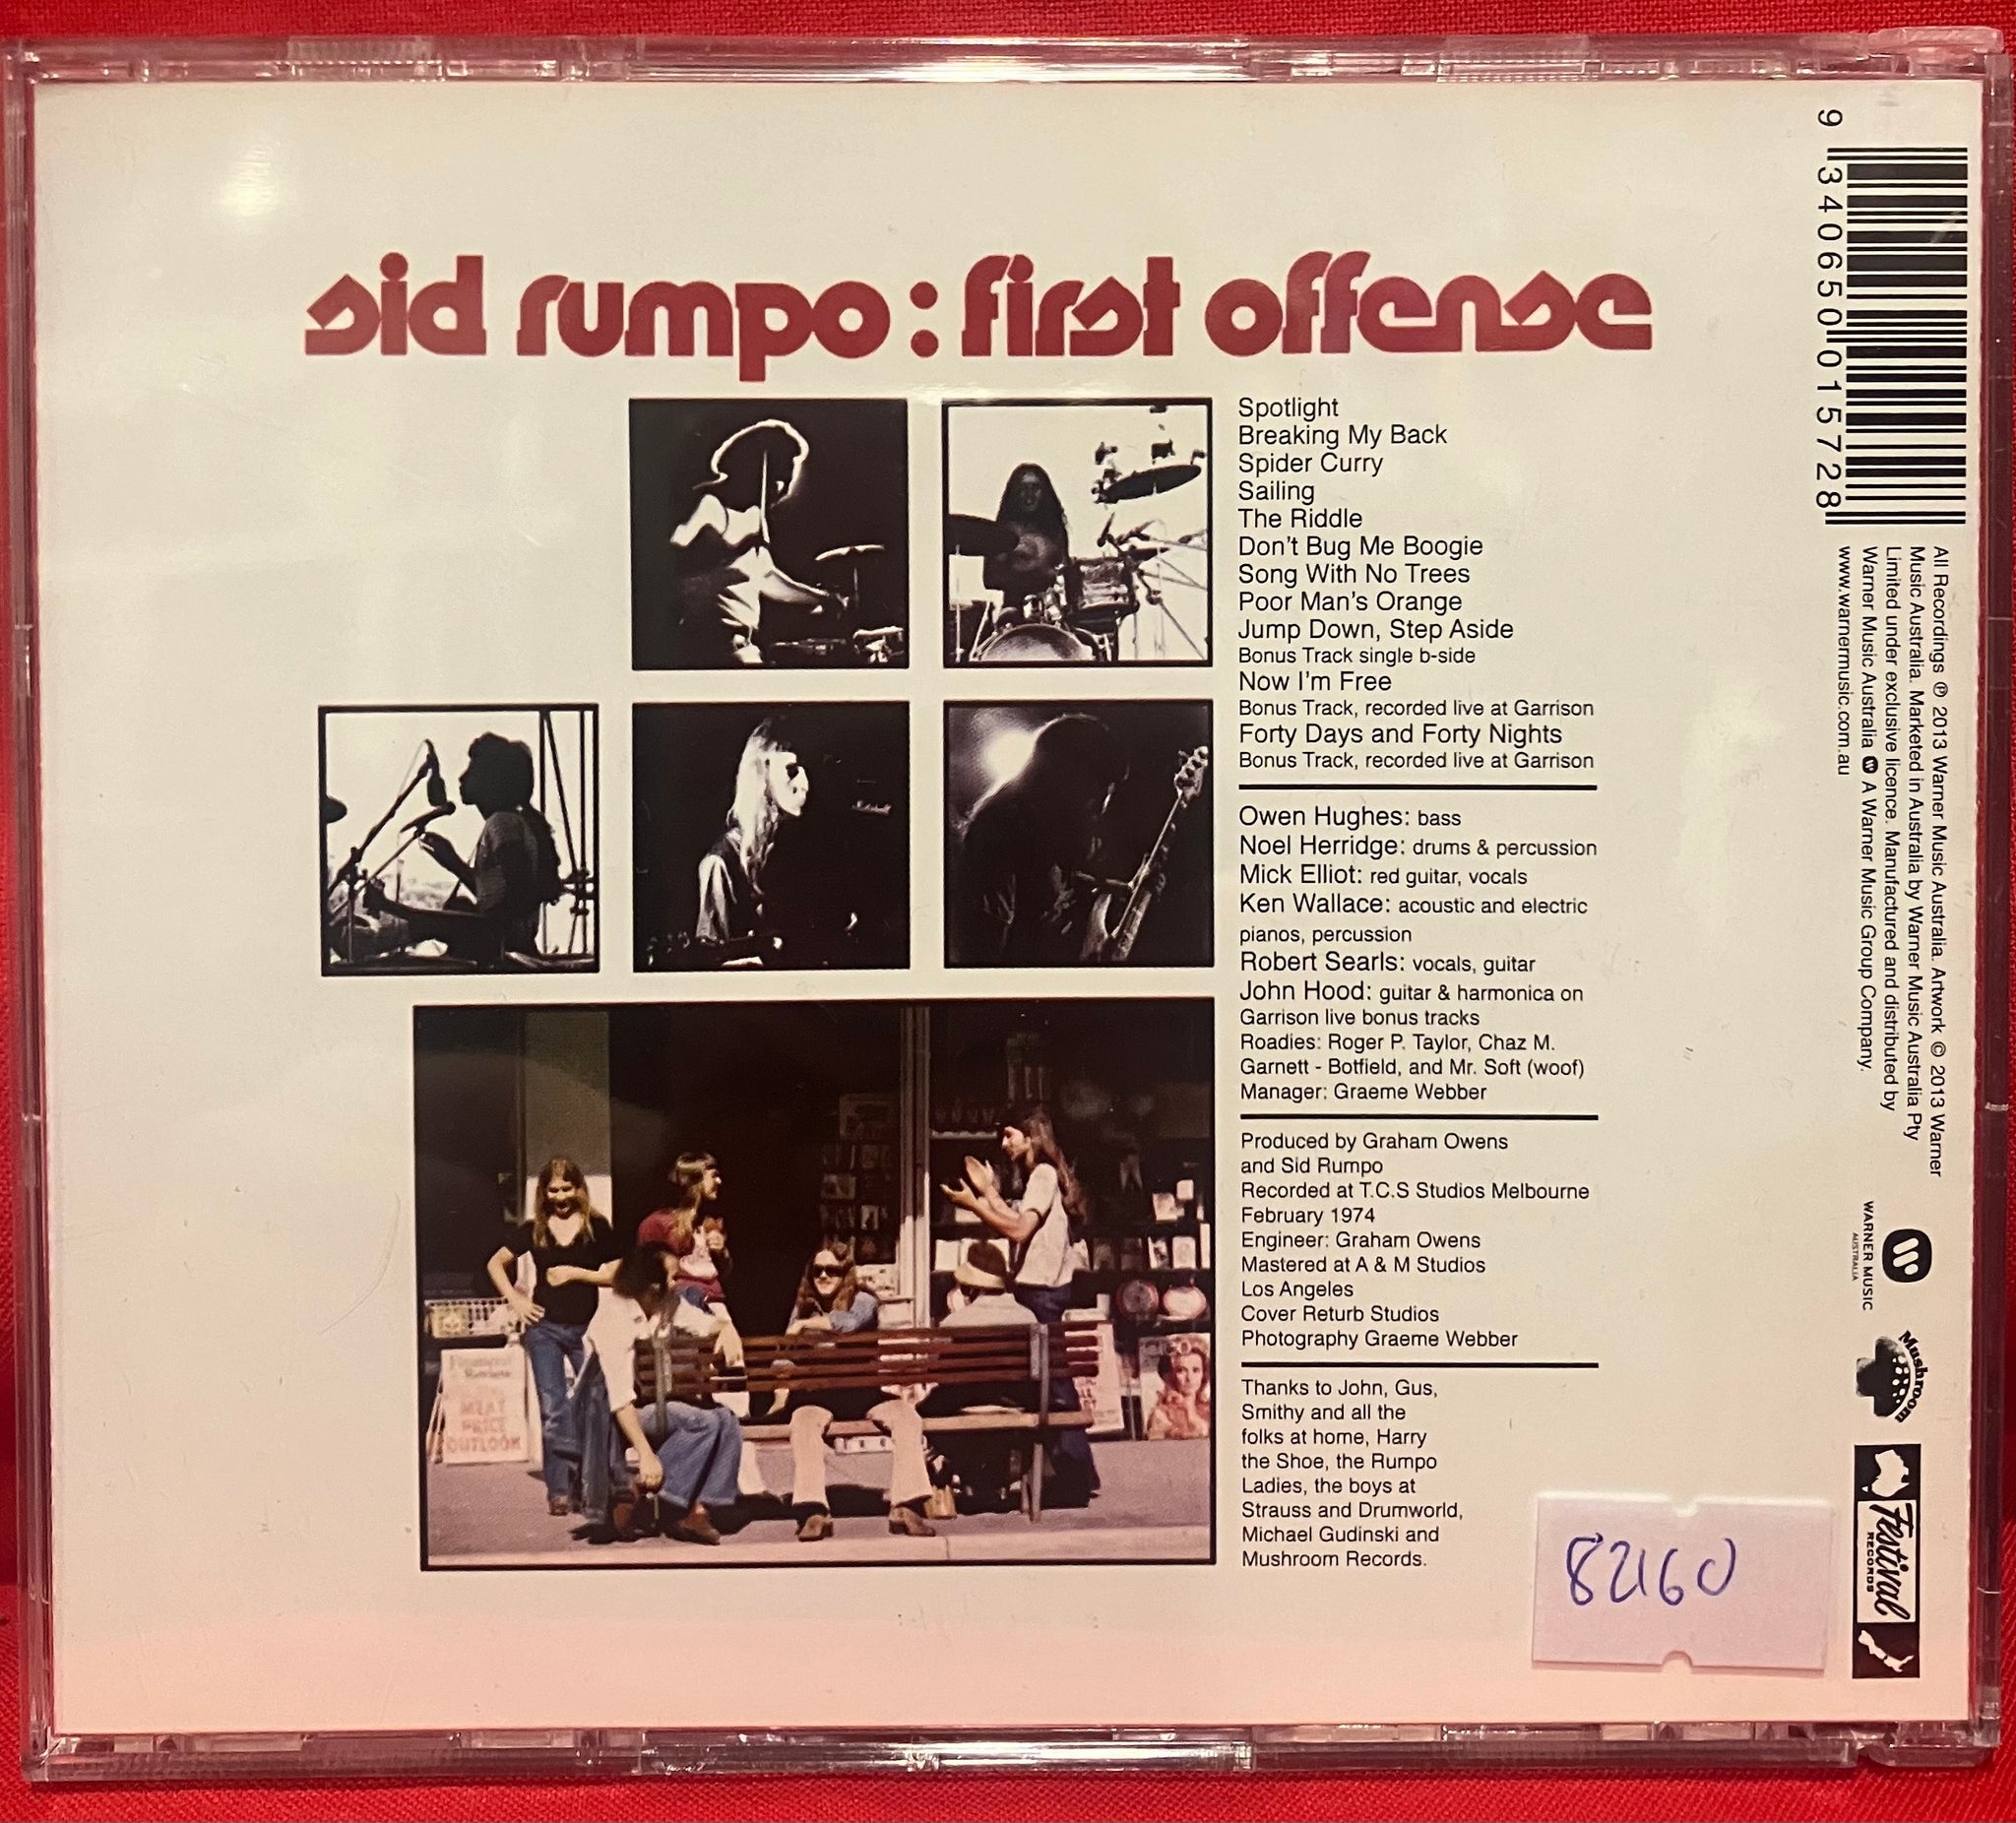 sid rumpo : first offense
Spotlight
Breaking My Back
Spider Curry
Sailing
The Riddle
Don't Bug Me Boogie
Song With No Trees
Poor Man's Orange
Jump Down, Step Aside
Bonus Track single b-side
Now I'm Free
Bonus Track, recorded live at Garrison
Forty Days and Forty Nights
Bonus Track, recorded live at Garrison
Owen Hughes: bass
Noel Herridge: drums & percussion
Mick Elliot: red guitar, vocals
Ken Wallace: acoustic and electric
pianos, percussion
Robert Searls: vocals, guitar
John Hood: guitar & harmonica on
Garrison live bonus tracks
Roadies: Roger P. Taylor, Chaz M.
Garnett - Botfield, and Mr. Soft (woof)
Manager: Graeme Webber
Produced by Graham Owens
and Sid Rumpo
Recorded at T.C.S Studios Melbourne
February 1974
Engineer: Graham Owens
Mastered at A & M Studios
Los Angeles
Cover Returb Studios
Photography Graeme Webber
Thanks to John, Gus,
Smithy and all the
folks at home, Harry
the Shoe, the Rumpo
Ladies, the boys at
Strauss and Drumworld,
Michael Gudinski and
Mushroom Records.
Financial
Review
MEAT
PRICE
OUTLOOK
Marshall
9 340650 015728
All Recordings ℗ 2013 Warner Music Australia. Artwork © 2013 Warner
Music Australia. Marketed in Australia by Warner Music Australia Pty
Limited under exclusive licence. Manufactured and distributed by
Warner Music Australia A Warner Music Group Company.
www.warnermusic.com.au
WARNER MUSIC
AUSTRALIA
Mushroom
Festival
RECORDS
82160